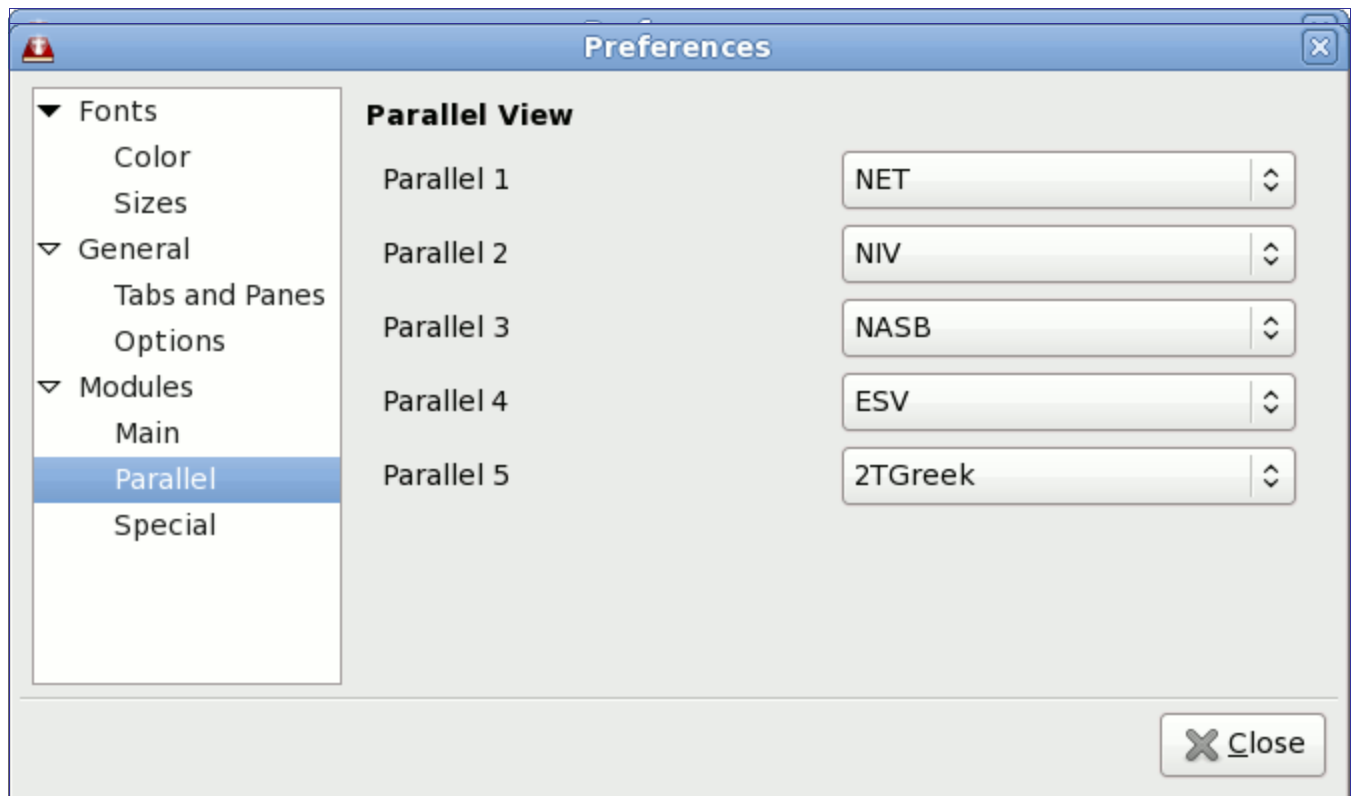 Preferences
Fonts
Color
Sizes
General
Tabs and Panes
Options
Modules
Main
Parallel
Special
Parallel View
Parallel 1 NET
Parallel 2 NIV
Parallel 3 NASB
Parallel 4 ESV
Parallel 5 2TGreek
Close